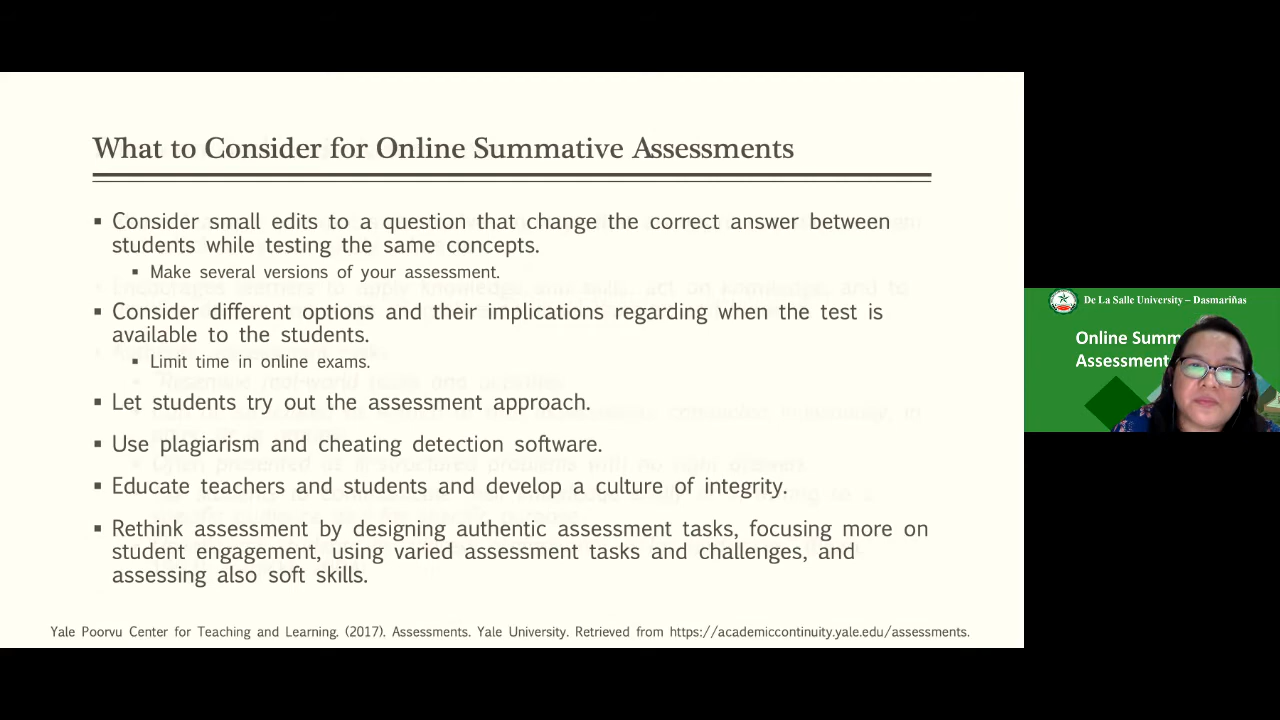 What to Consider for Online Summative Assessments
▪ Consider small edits to a question that change the correct answer between
students while testing the same concepts.
▪ Make several versions of your assessment.
▪ Consider different options and their implications regarding when the test is
available to the students.
▪ Limit time in online exams.
▪ Let students try out the assessment approach.
▪ Use plagiarism and cheating detection software.
▪ Educate teachers and students and develop a culture of integrity.
▪ Rethink assessment by designing authentic assessment tasks, focusing more on
student engagement, using varied assessment tasks and challenges, and
assessing also soft skills.
Yale Poorvu Center for Teaching and Learning. (2017). Assessments. Yale University. Retrieved from https://academiccontinuity.yale.edu/assessments.
De La Salle University – Dasmariñas
Online Summ
Assessment